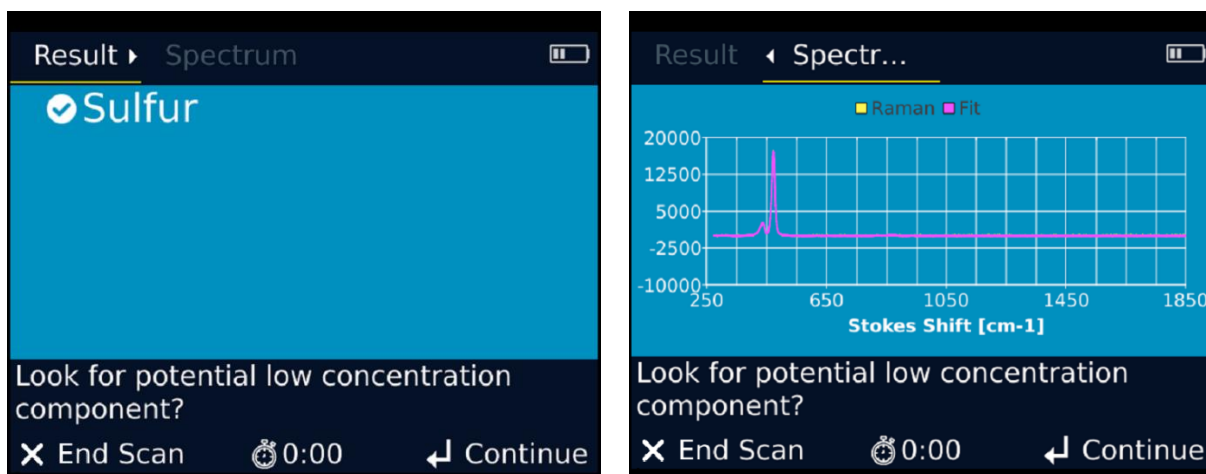 Result Spectrum
Sulfur
Look for potential low concentration
component?
End Scan 0:00 Continue
Result Spectr...
Raman Fit
20000
12500
5000
-2500
-10000
250 650 1050 1450 1850
Stokes Shift [cm-1]
Look for potential low concentration
component?
End Scan 0:00 Continue